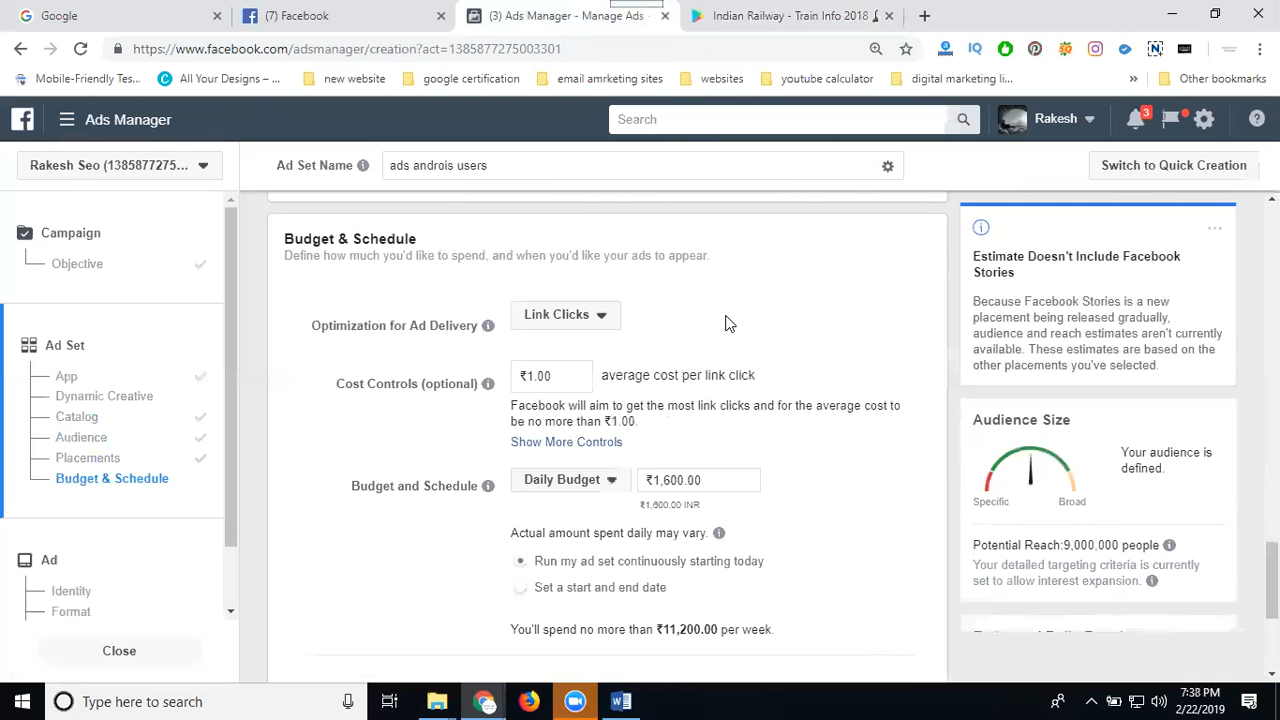 Google
(7) Facebook
(3) Ads Manager - Manage Ads
Indian Railway - Train Info 2018
https://www.facebook.com/adsmanager/creation?act=1385877275003301
Mobile-Friendly Tes...
All Your Designs – ...
new website
google certification
email amrketing sites
websites
youtube calculator
digital marketing li...
Other bookmarks
Ads Manager
Search
Rakesh
3
Rakesh Seo (1385877275...
Ad Set Name
ads androis users
Switch to Quick Creation
Campaign
Objective
Ad Set
App
Dynamic Creative
Catalog
Audience
Placements
Budget & Schedule
Ad
Identity
Format
Close
Budget & Schedule
Define how much you'd like to spend, and when you'd like your ads to appear.
Optimization for Ad Delivery
Link Clicks
Cost Controls (optional)
₹1.00
average cost per link click
Facebook will aim to get the most link clicks and for the average cost to
be no more than ₹1.00.
Show More Controls
Budget and Schedule
Daily Budget
₹1,600.00
₹1,600.00 INR
Actual amount spent daily may vary.
Run my ad set continuously starting today
Set a start and end date
You'll spend no more than ₹11,200.00 per week.
Estimate Doesn't Include Facebook
Stories
Because Facebook Stories is a new
placement being released gradually,
audience and reach estimates aren't currently
available. These estimates are based on the
other placements you've selected.
Audience Size
Your audience is
defined.
Specific
Broad
Potential Reach:9,000,000 people
Your detailed targeting criteria is currently
set to allow interest expansion.
Type here to search
7:38 PM
2/22/2019